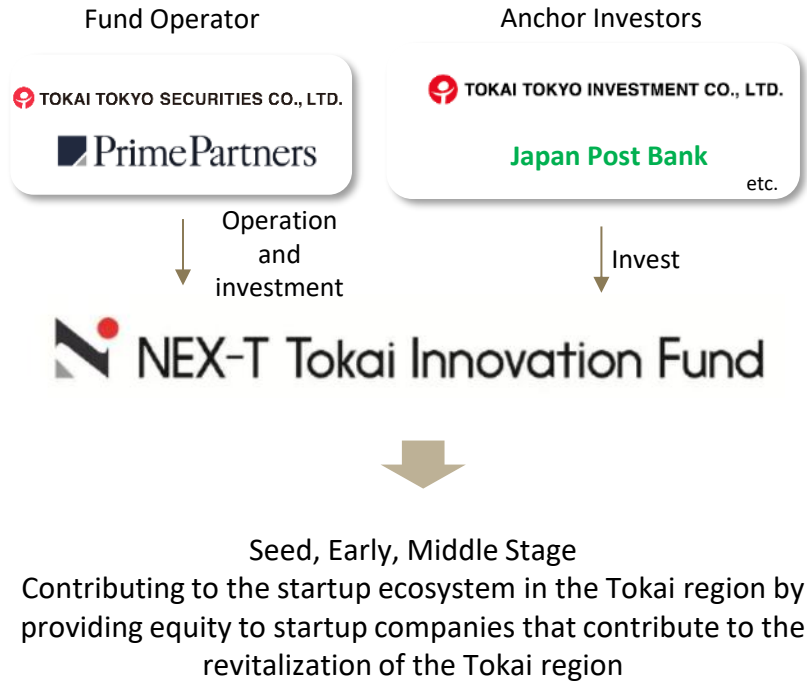 Fund Operator
TOKAI TOKYO SECURITIES CO., LTD.
PrimePartners
Anchor Investors
TOKAI TOKYO INVESTMENT CO., LTD.
Japan Post Bank
etc.
Operation
and
investment
Invest
NEX-T Tokai Innovation Fund
Seed, Early, Middle Stage
Contributing to the startup ecosystem in the Tokai region by
providing equity to startup companies that contribute to the
revitalization of the Tokai region